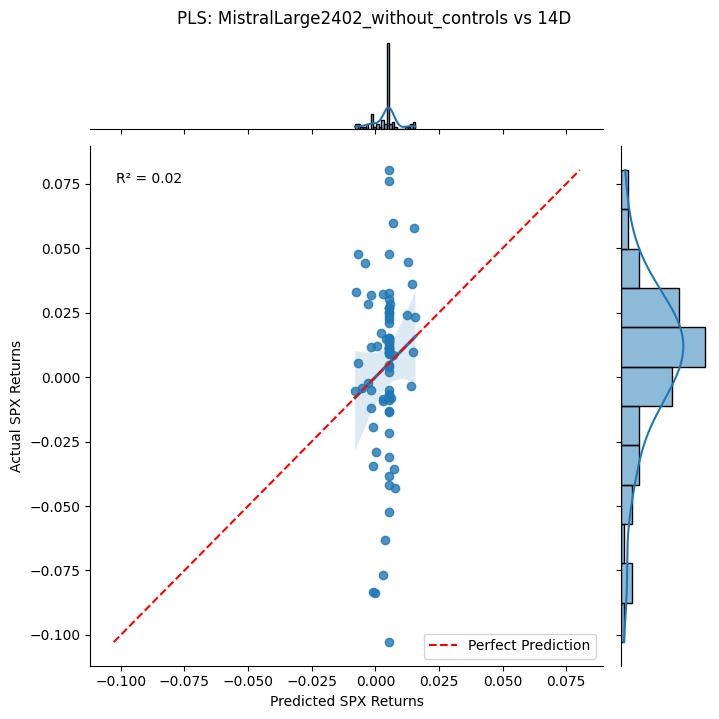 PLS: MistralLarge2402_without_controls vs 14D
R² = 0.02
0.075
0.050
0.025
0.000
−0.025
−0.050
−0.075
−0.100
Actual SPX Returns
Perfect Prediction
−0.100 −0.075 −0.050 −0.025 0.000 0.025 0.050 0.075
Predicted SPX Returns